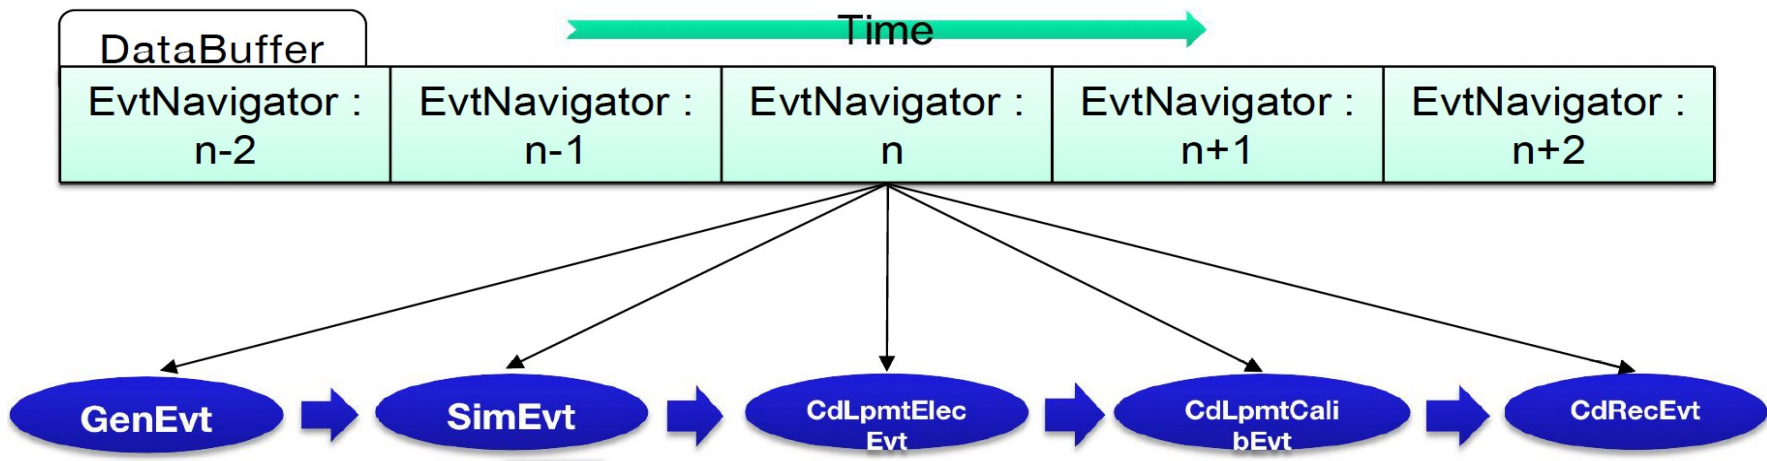 Time
DataBuffer
EvtNavigator :
n-2
EvtNavigator :
n-1
EvtNavigator :
n
EvtNavigator :
n+1
EvtNavigator :
n+2
GenEvt
SimEvt
CdLpmtElec
Evt
CdLpmtCali
bEvt
CdRecEvt